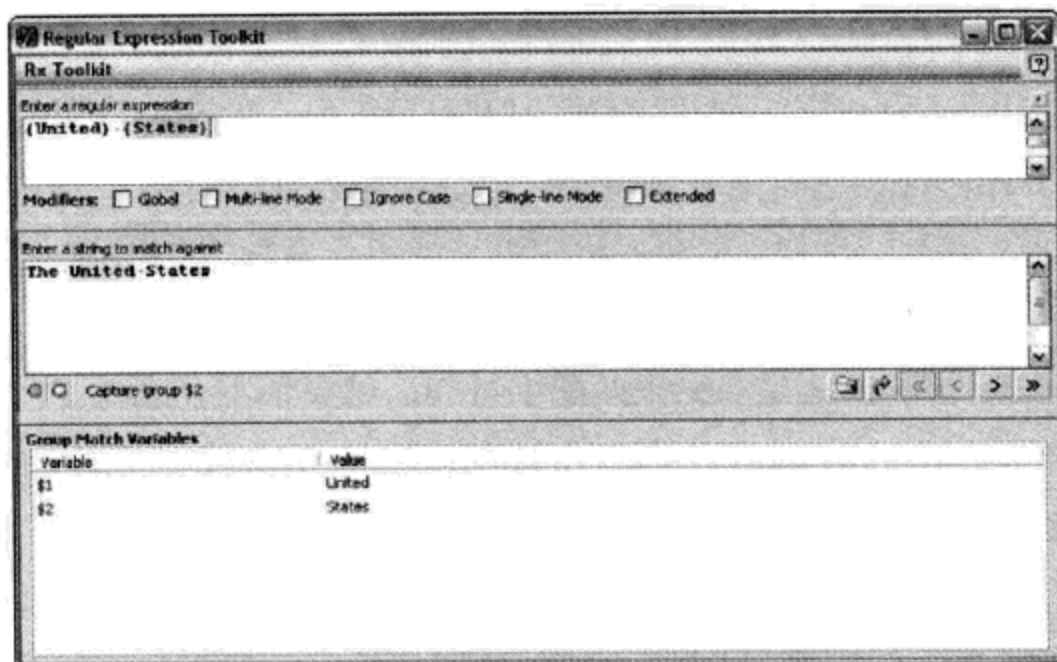 Regular Expression Toolkit
Rx Toolkit
Enter a regular expression
(United) (States)
Modifiers: Global Multi-line Mode Ignore Case Single-line Mode Extended
Enter a string to match against
The United States
Capture group $2
Group Match Variables
Variable Value
$1 United
$2 States